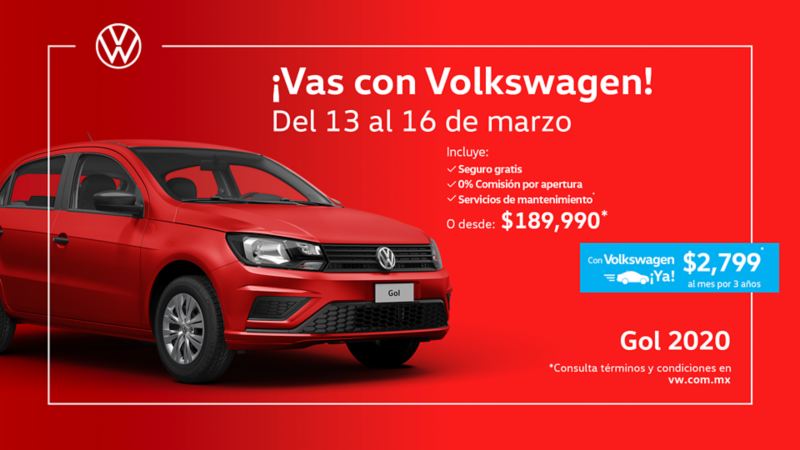 ¡Vas con Volkswagen!
Del 13 al 16 de marzo
Incluye:
✓ Seguro gratis
✓ 0% Comisión por apertura
✓ Servicios de mantenimiento*
O desde: $189,990*
Con Volkswagen ¡Ya!
$2,799*
al mes por 3 años
Gol
Gol 2020
*Consulta términos y condiciones en
vw.com.mx